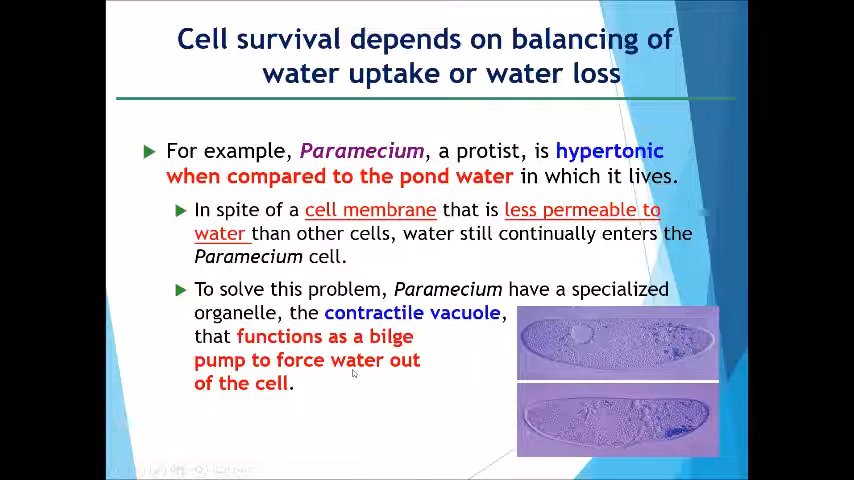 Cell survival depends on balancing of
water uptake or water loss
For example, Paramecium, a protist, is hypertonic
when compared to the pond water in which it lives.
In spite of a cell membrane that is less permeable to
water than other cells, water still continually enters the
Paramecium cell.
To solve this problem, Paramecium have a specialized
organelle, the contractile vacuole,
that functions as a bilge
pump to force water out
of the cell.